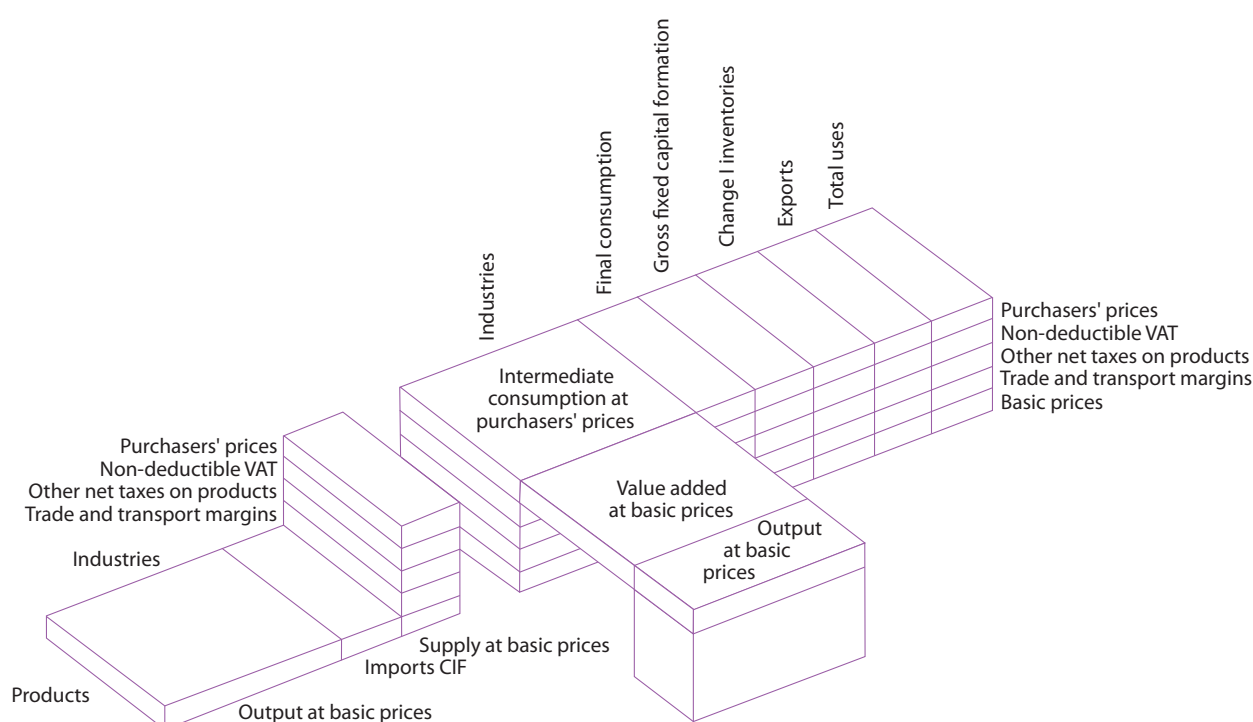 Industries
Final consumption
Gross fixed capital formation
Change I inventories
Exports
Total uses
Purchasers' prices
Non-deductible VAT
Other net taxes on products
Trade and transport margins
Basic prices
Intermediate
consumption at
purchasers' prices
Value added
at basic prices
Output
at basic
prices
Purchasers' prices
Non-deductible VAT
Other net taxes on products
Trade and transport margins
Industries
Supply at basic prices
Imports CIF
Products
Output at basic prices